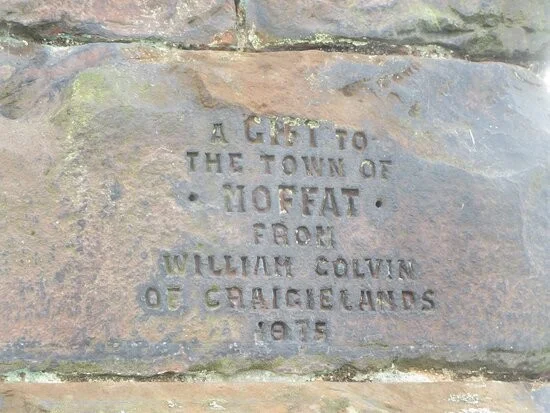 A GIFT TO
THE TOWN OF
· MOFFAT ·
FROM
WILLIAM COLVIN
OF CRAIGIELANDS
1875